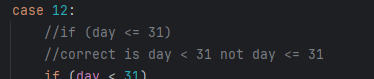 case 12:
//if (day <= 31)
//correct is day < 31 not day <= 31
if (day < 31)